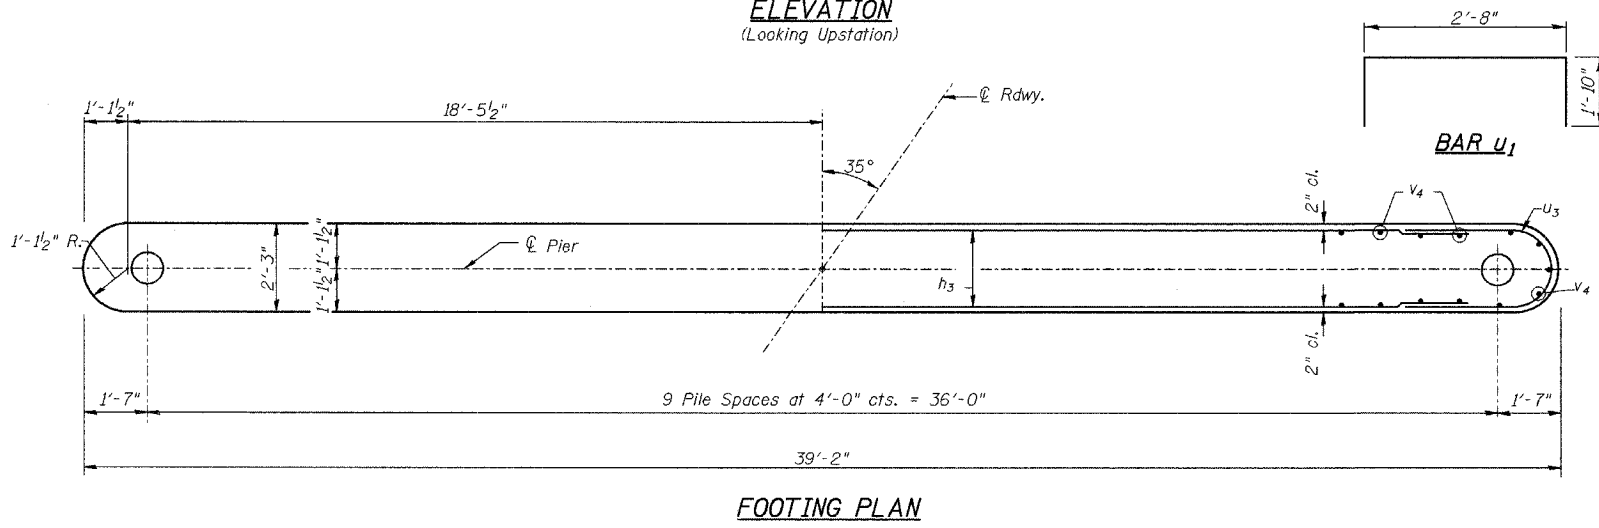 ELEVATION
(Looking Upstation)
2'-8"
1'-10"
BAR u1
1'-1½"
18'-5½"
℄ Rdwy.
35°
2" cl.
v4
u3
1'-1½" R.
2'-3"
1'-1½"
1'-1½"
℄ Pier
h3
v4
2" cl.
1'-7"
9 Pile Spaces at 4'-0" cts. = 36'-0"
1'-7"
39'-2"
FOOTING PLAN